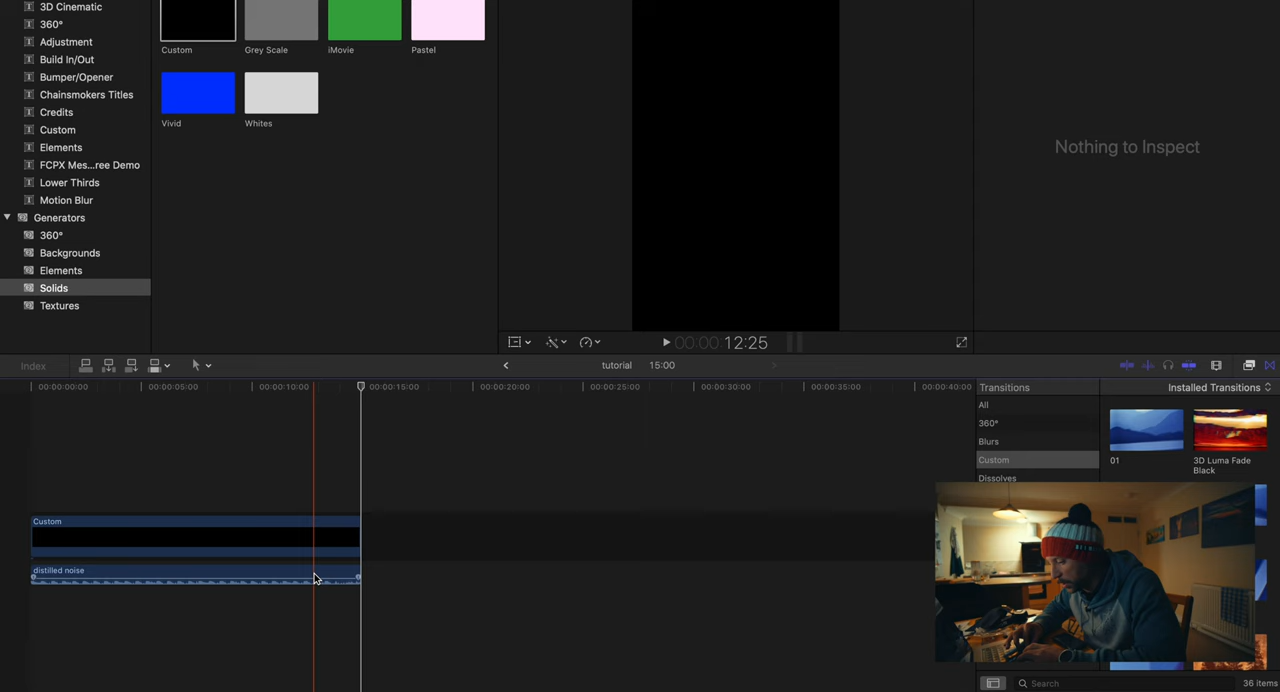 3D Cinematic
360°
Adjustment
Build In/Out
Bumper/Opener
Chainsmokers Titles
Credits
Custom
Elements
FCPX Mes...ree Demo
Lower Thirds
Motion Blur
Generators
360°
Backgrounds
Elements
Solids
Textures
Custom
Grey Scale
iMovie
Pastel
Vivid
Whites
Nothing to Inspect
00:00:12:25
Index
tutorial
15:00
00:00:00:00
00:00:05:00
00:00:10:00
00:00:15:00
00:00:20:00
00:00:25:00
00:00:30:00
00:00:35:00
00:00:40:00
Custom
distilled noise
Transitions
Installed Transitions
All
360°
Blurs
Custom
Dissolves
01
3D Luma Fade
Black
Search
36 items